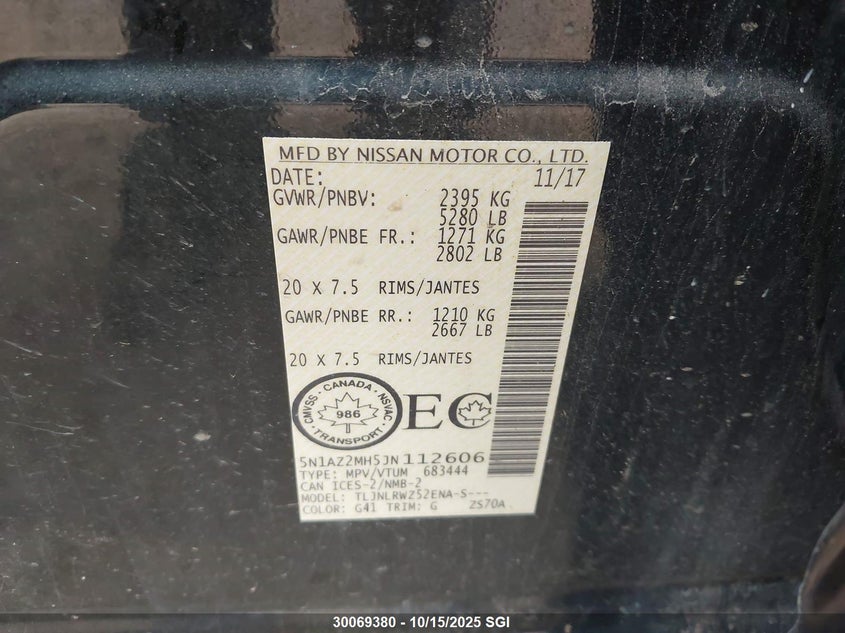 MFD BY NISSAN MOTOR CO., LTD.
DATE: 11/17
GVWR/PNBV: 2395 KG
5280 LB
GAWR/PNBE FR.: 1271 KG
2802 LB
20 X 7.5 RIMS/JANTES
GAWR/PNBE RR.: 1210 KG
2667 LB
20 X 7.5 RIMS/JANTES
CMVSS · CANADA · NSVAC
986
TRANSPORT
EC
5N1AZ2MH5JN112606
TYPE: MPV/VTUM 683444
CAN ICES-2/NMB-2
MODEL: TLJNLRWZ52ENA-S---
COLOR: G41 TRIM: G ZS70A
30069380 - 10/15/2025 SGI